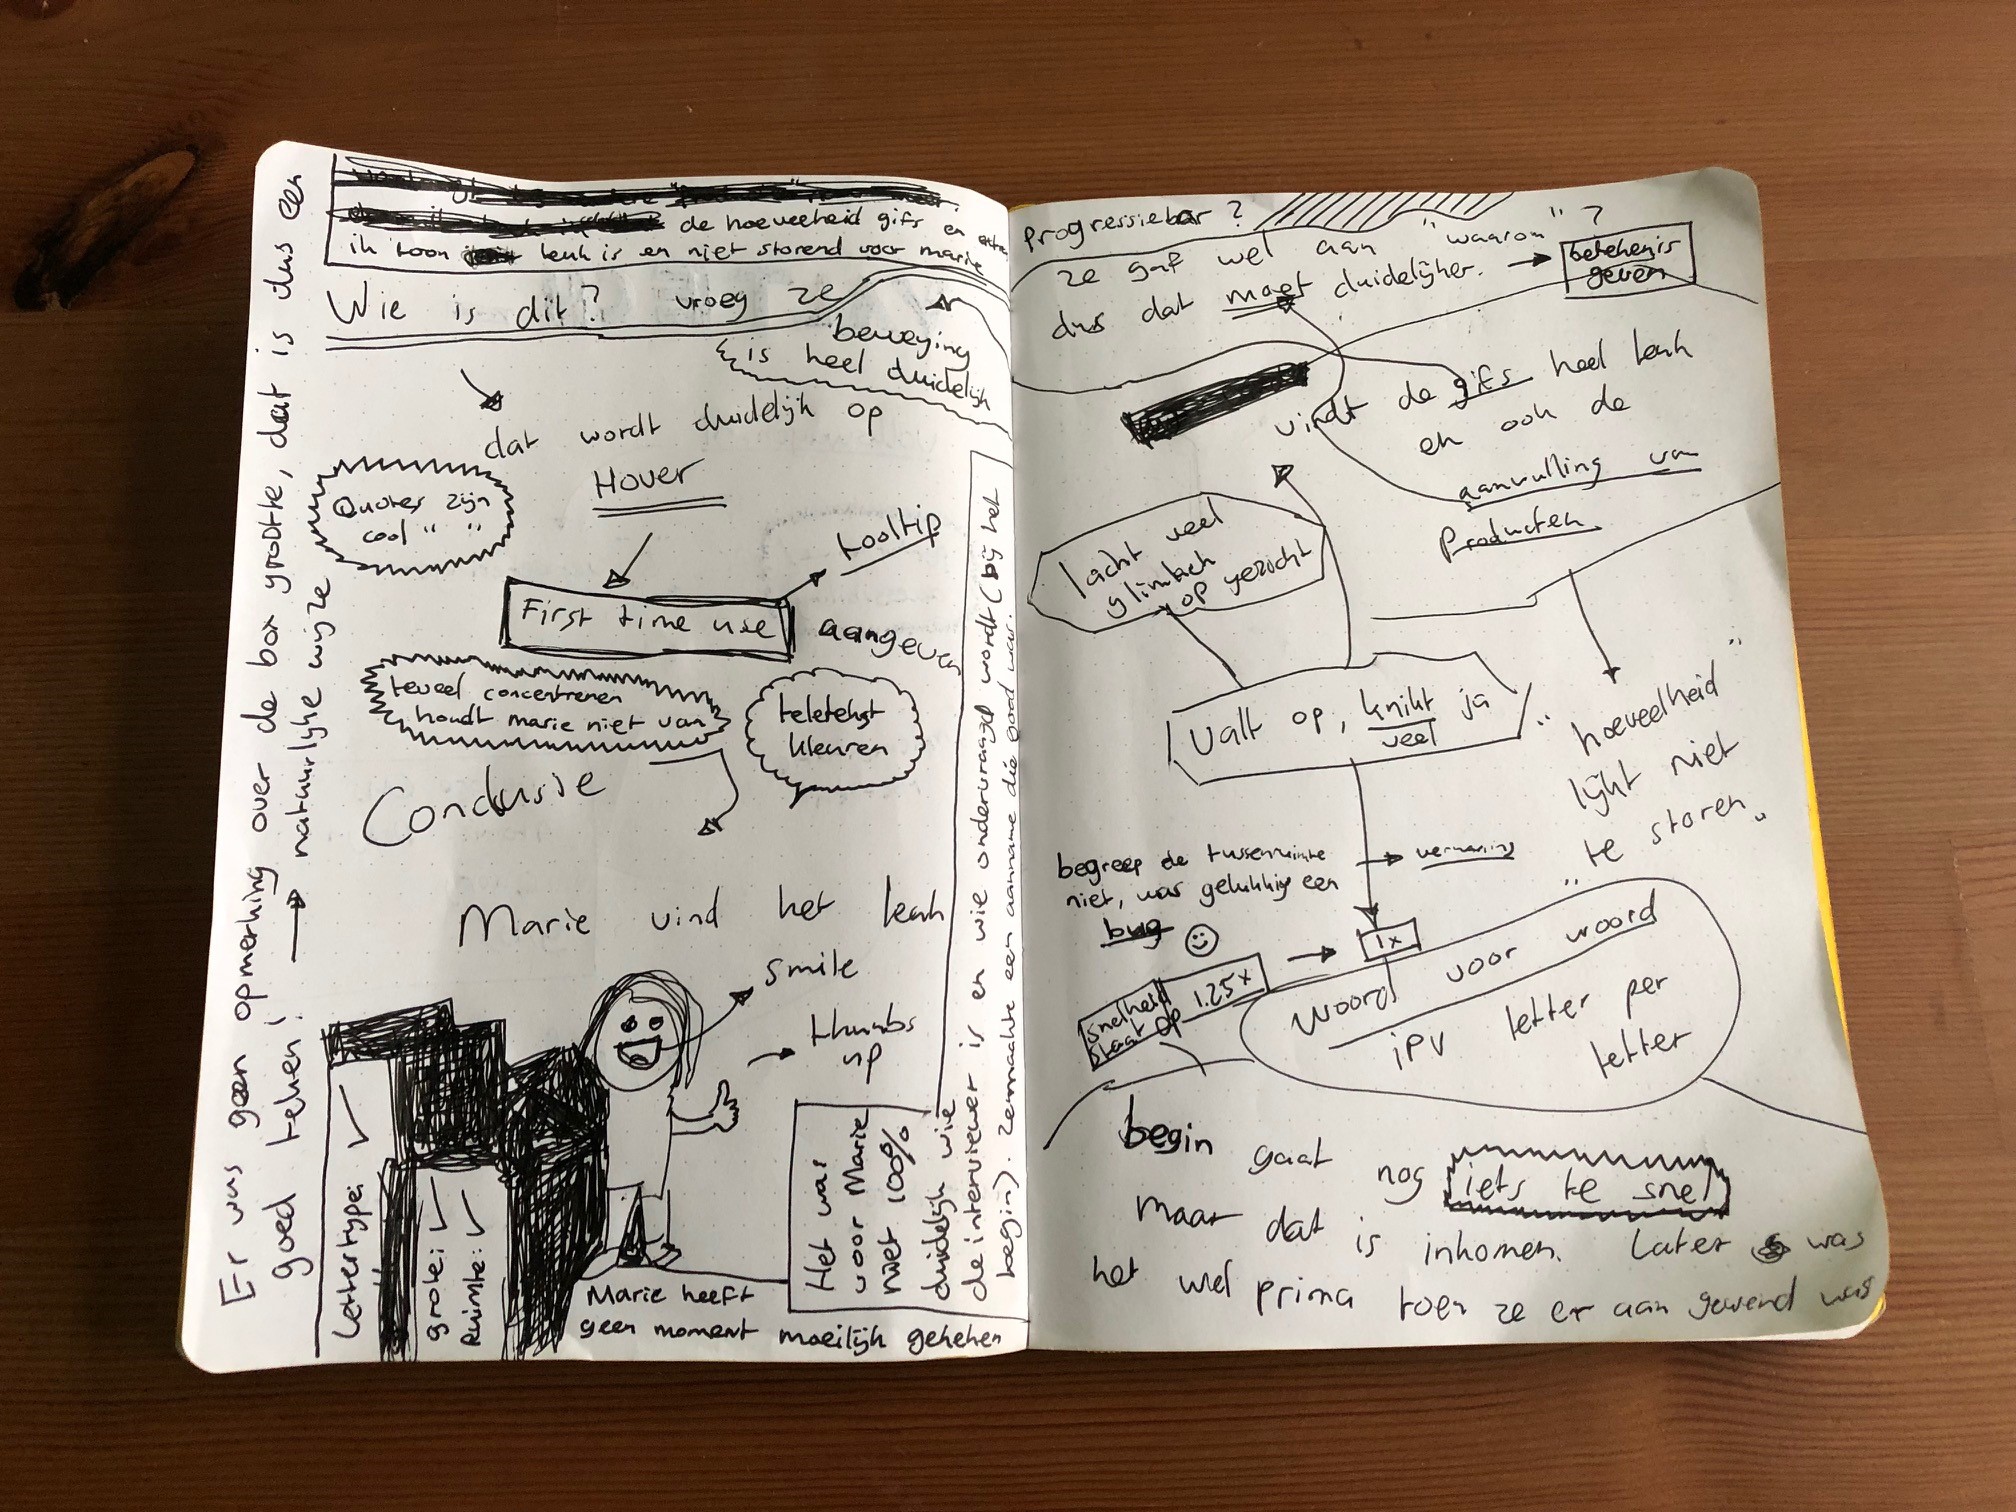 de hoeveelheid gifs en extra
ik toon leuk is en niet storend voor marie
Wie is dit? vroeg ze
beweging
is heel duidelijk
dat wordt duidelijk op
Hover
Quotes zijn
cool " "
tooltip
First time use aangeven
teveel concentreren
houdt marie niet van
teletekst
kleuren
Conclusie
Marie vind het leuk
smile
thumbs
up
Marie heeft
geen moment moeilijk gekeken
[Er was geen opmerking over de box grootte, dat is dus een
goed teken! → natuurlijke wijze
Lettertype: ✓
grote: ✓
Ruimte: ✓
Het was
voor Marie
niet 100%
duidelijk wie
de interviewer is en wie ondervraagd wordt (bij het
begin). ze maakte een aanname die goed was.
progressiebar?
ze gaf wel aan "waarom"?
dus dat moet duidelijker. → betekenis
geven
vindt de gifs heel leuk
en ook de
aanvulling van
Producten
lacht veel
glimlach
op gezicht
valt op, knikt ja
veel
"hoeveelheid"
lijkt niet
"te storen"
begreep de tussenruimte → verwarring
niet, was gelukkig een
bug ☺
snelheid 1.25x → 1x
staat op
woord voor woord
ipv letter per
letter
begin gaat nog iets te snel
maar dat is inkomen. Later was
het wel prima toen ze er aan gewend was